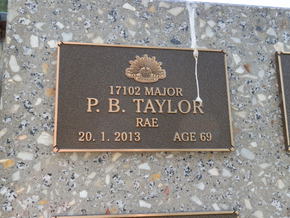 17102 MAJOR
P. B. TAYLOR
RAE
20. 1. 2013 AGE 69